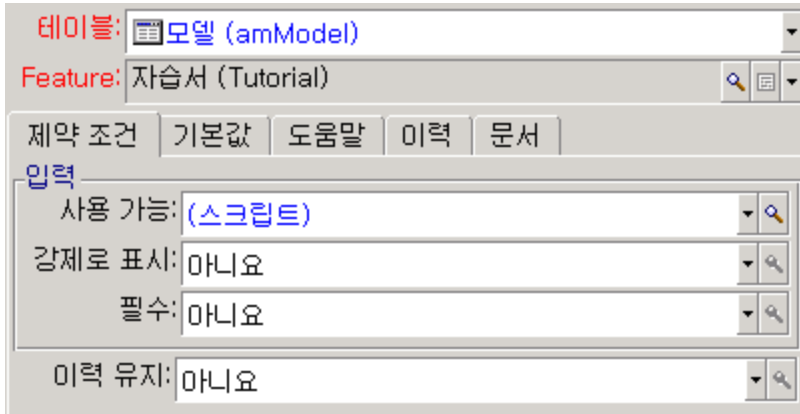 테이블: 모델 (amModel)
Feature: 자습서 (Tutorial)
제약 조건 기본값 도움말 이력 문서
입력
사용 가능: (스크립트)
강제로 표시: 아니요
필수: 아니요
이력 유지: 아니요